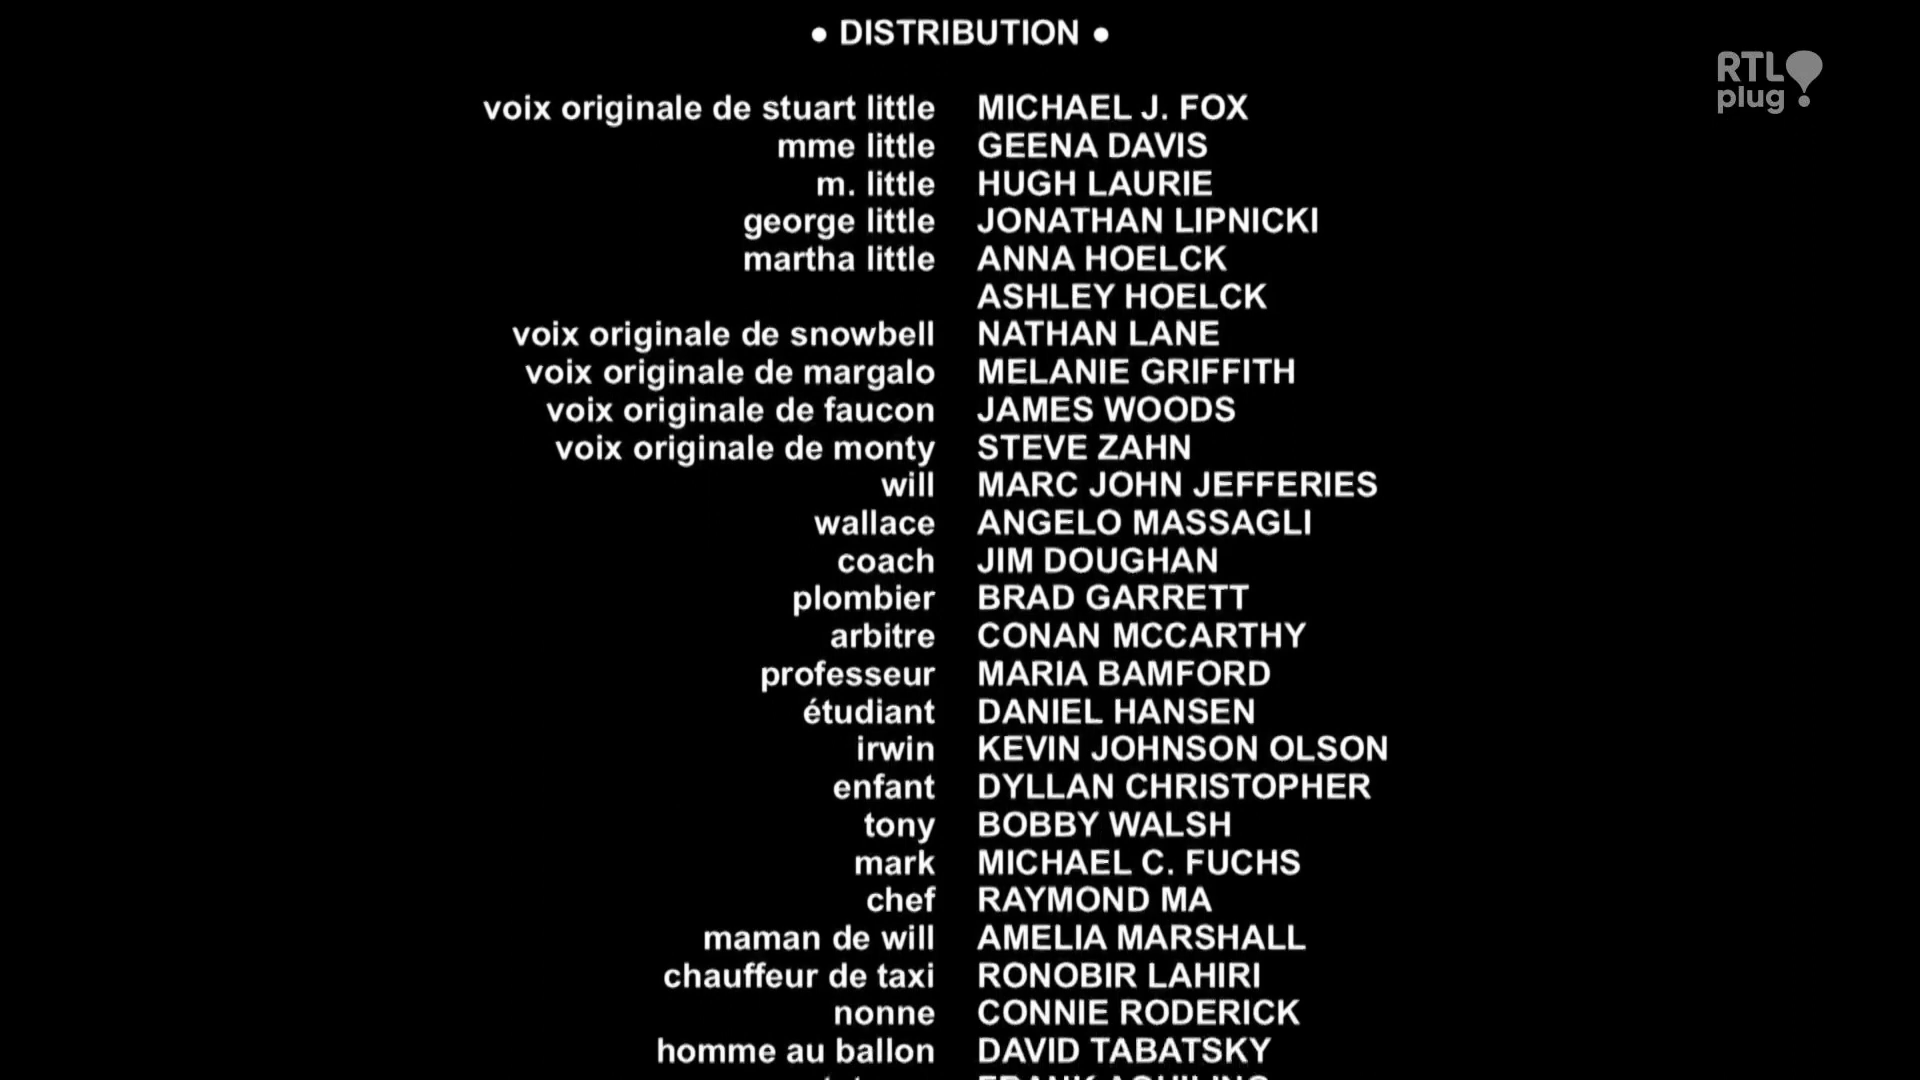 • DISTRIBUTION •
RTL
plug
voix originale de stuart little MICHAEL J. FOX
mme little GEENA DAVIS
m. little HUGH LAURIE
george little JONATHAN LIPNICKI
martha little ANNA HOELCK
ASHLEY HOELCK
voix originale de snowbell NATHAN LANE
voix originale de margalo MELANIE GRIFFITH
voix originale de faucon JAMES WOODS
voix originale de monty STEVE ZAHN
will MARC JOHN JEFFERIES
wallace ANGELO MASSAGLI
coach JIM DOUGHAN
plombier BRAD GARRETT
arbitre CONAN MCCARTHY
professeur MARIA BAMFORD
étudiant DANIEL HANSEN
irwin KEVIN JOHNSON OLSON
enfant DYLLAN CHRISTOPHER
tony BOBBY WALSH
mark MICHAEL C. FUCHS
chef RAYMOND MA
maman de will AMELIA MARSHALL
chauffeur de taxi RONOBIR LAHIRI
nonne CONNIE RODERICK
homme au ballon DAVID TABATSKY